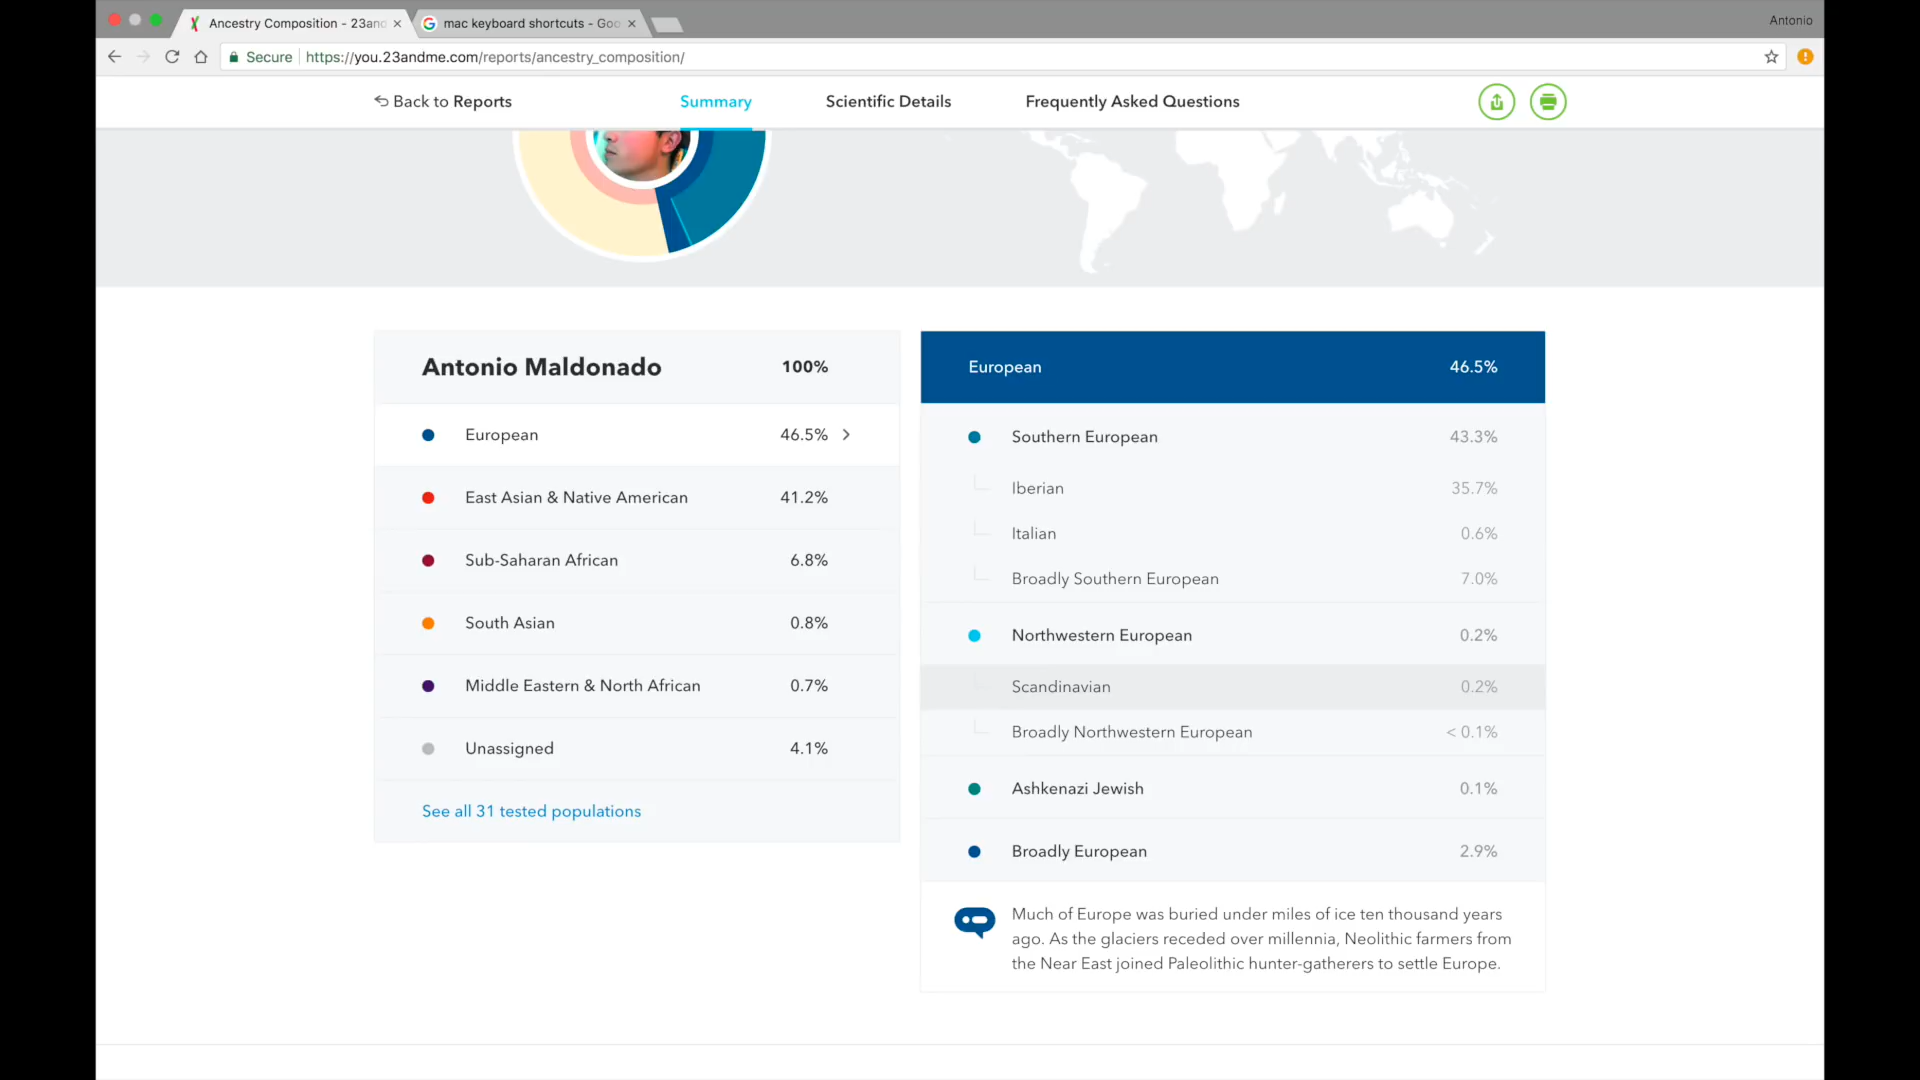 Ancestry Composition - 23and
mac keyboard shortcuts - Goo
Antonio
Secure
https://you.23andme.com/reports/ancestry_composition/
Back to Reports
Summary
Scientific Details
Frequently Asked Questions
Antonio Maldonado 100%
European 46.5%
East Asian & Native American 41.2%
Sub-Saharan African 6.8%
South Asian 0.8%
Middle Eastern & North African 0.7%
Unassigned 4.1%
See all 31 tested populations
European 46.5%
Southern European 43.3%
Iberian 35.7%
Italian 0.6%
Broadly Southern European 7.0%
Northwestern European 0.2%
Scandinavian 0.2%
Broadly Northwestern European < 0.1%
Ashkenazi Jewish 0.1%
Broadly European 2.9%
Much of Europe was buried under miles of ice ten thousand years
ago. As the glaciers receded over millennia, Neolithic farmers from
the Near East joined Paleolithic hunter-gatherers to settle Europe.